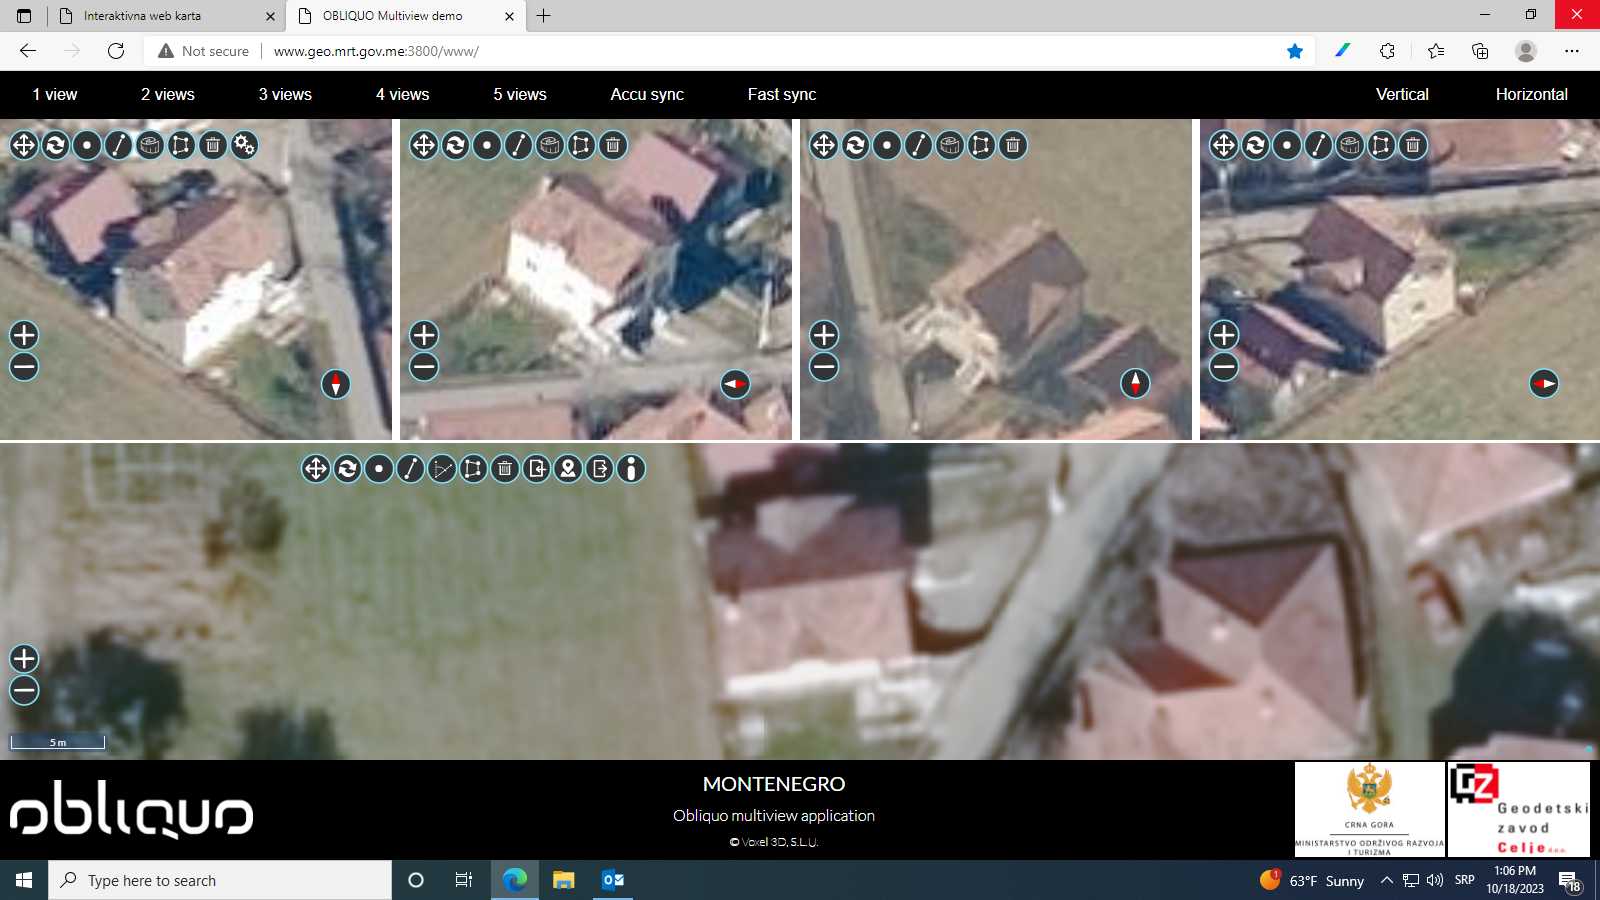 Interaktivna web karta
OBLIQUO Multiview demo
Not secure
www.geo.mrt.gov.me:3800/www/
1 view
2 views
3 views
4 views
5 views
Accu sync
Fast sync
Vertical
Horizontal
5 m
obliquo
MONTENEGRO
Obliquo multiview application
© Voxel 3D, S.L.U.
CRNA GORA
MINISTARSTVO ODRŽIVOG RAZVOJA
I TURIZMA
GZ
Geodetski
zavod
Celje d.o.o.
Type here to search
1
63°F Sunny
SRP
1:06 PM
10/18/2023
18